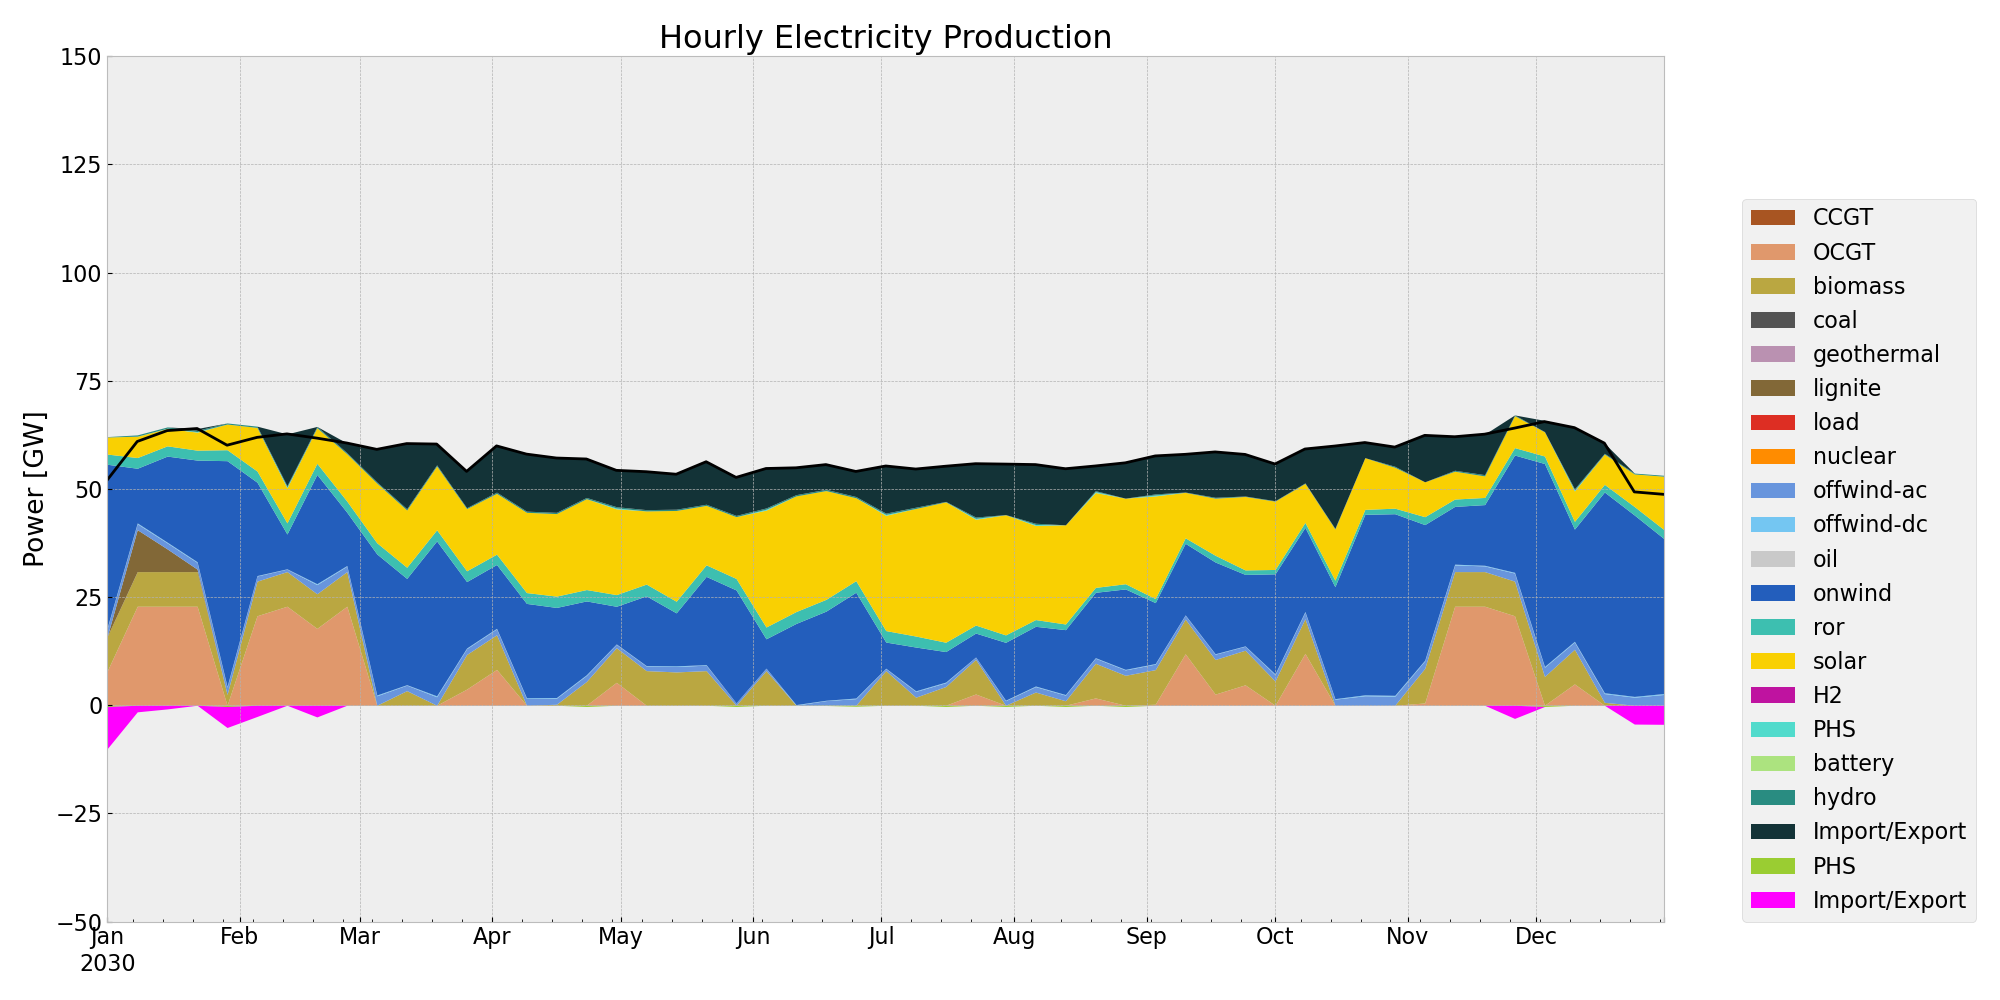 Hourly Electricity Production
Power [GW]
150
125
100
75
50
25
0
−25
−50
Jan
2030
Feb
Mar
Apr
May
Jun
Jul
Aug
Sep
Oct
Nov
Dec
CCGT
OCGT
biomass
coal
geothermal
lignite
load
nuclear
offwind-ac
offwind-dc
oil
onwind
ror
solar
H2
PHS
battery
hydro
Import/Export
PHS
Import/Export